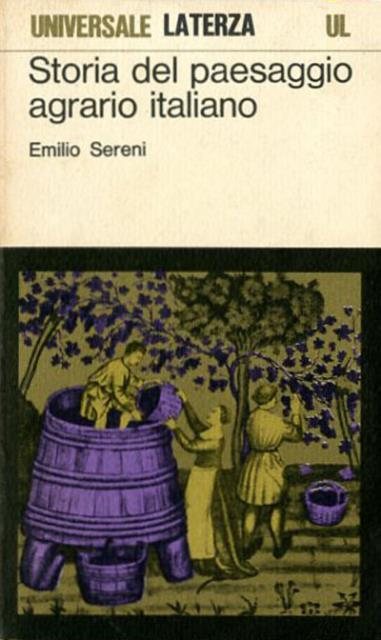 UNIVERSALE LATERZA UL
Storia del paesaggio
agrario italiano
Emilio Sereni